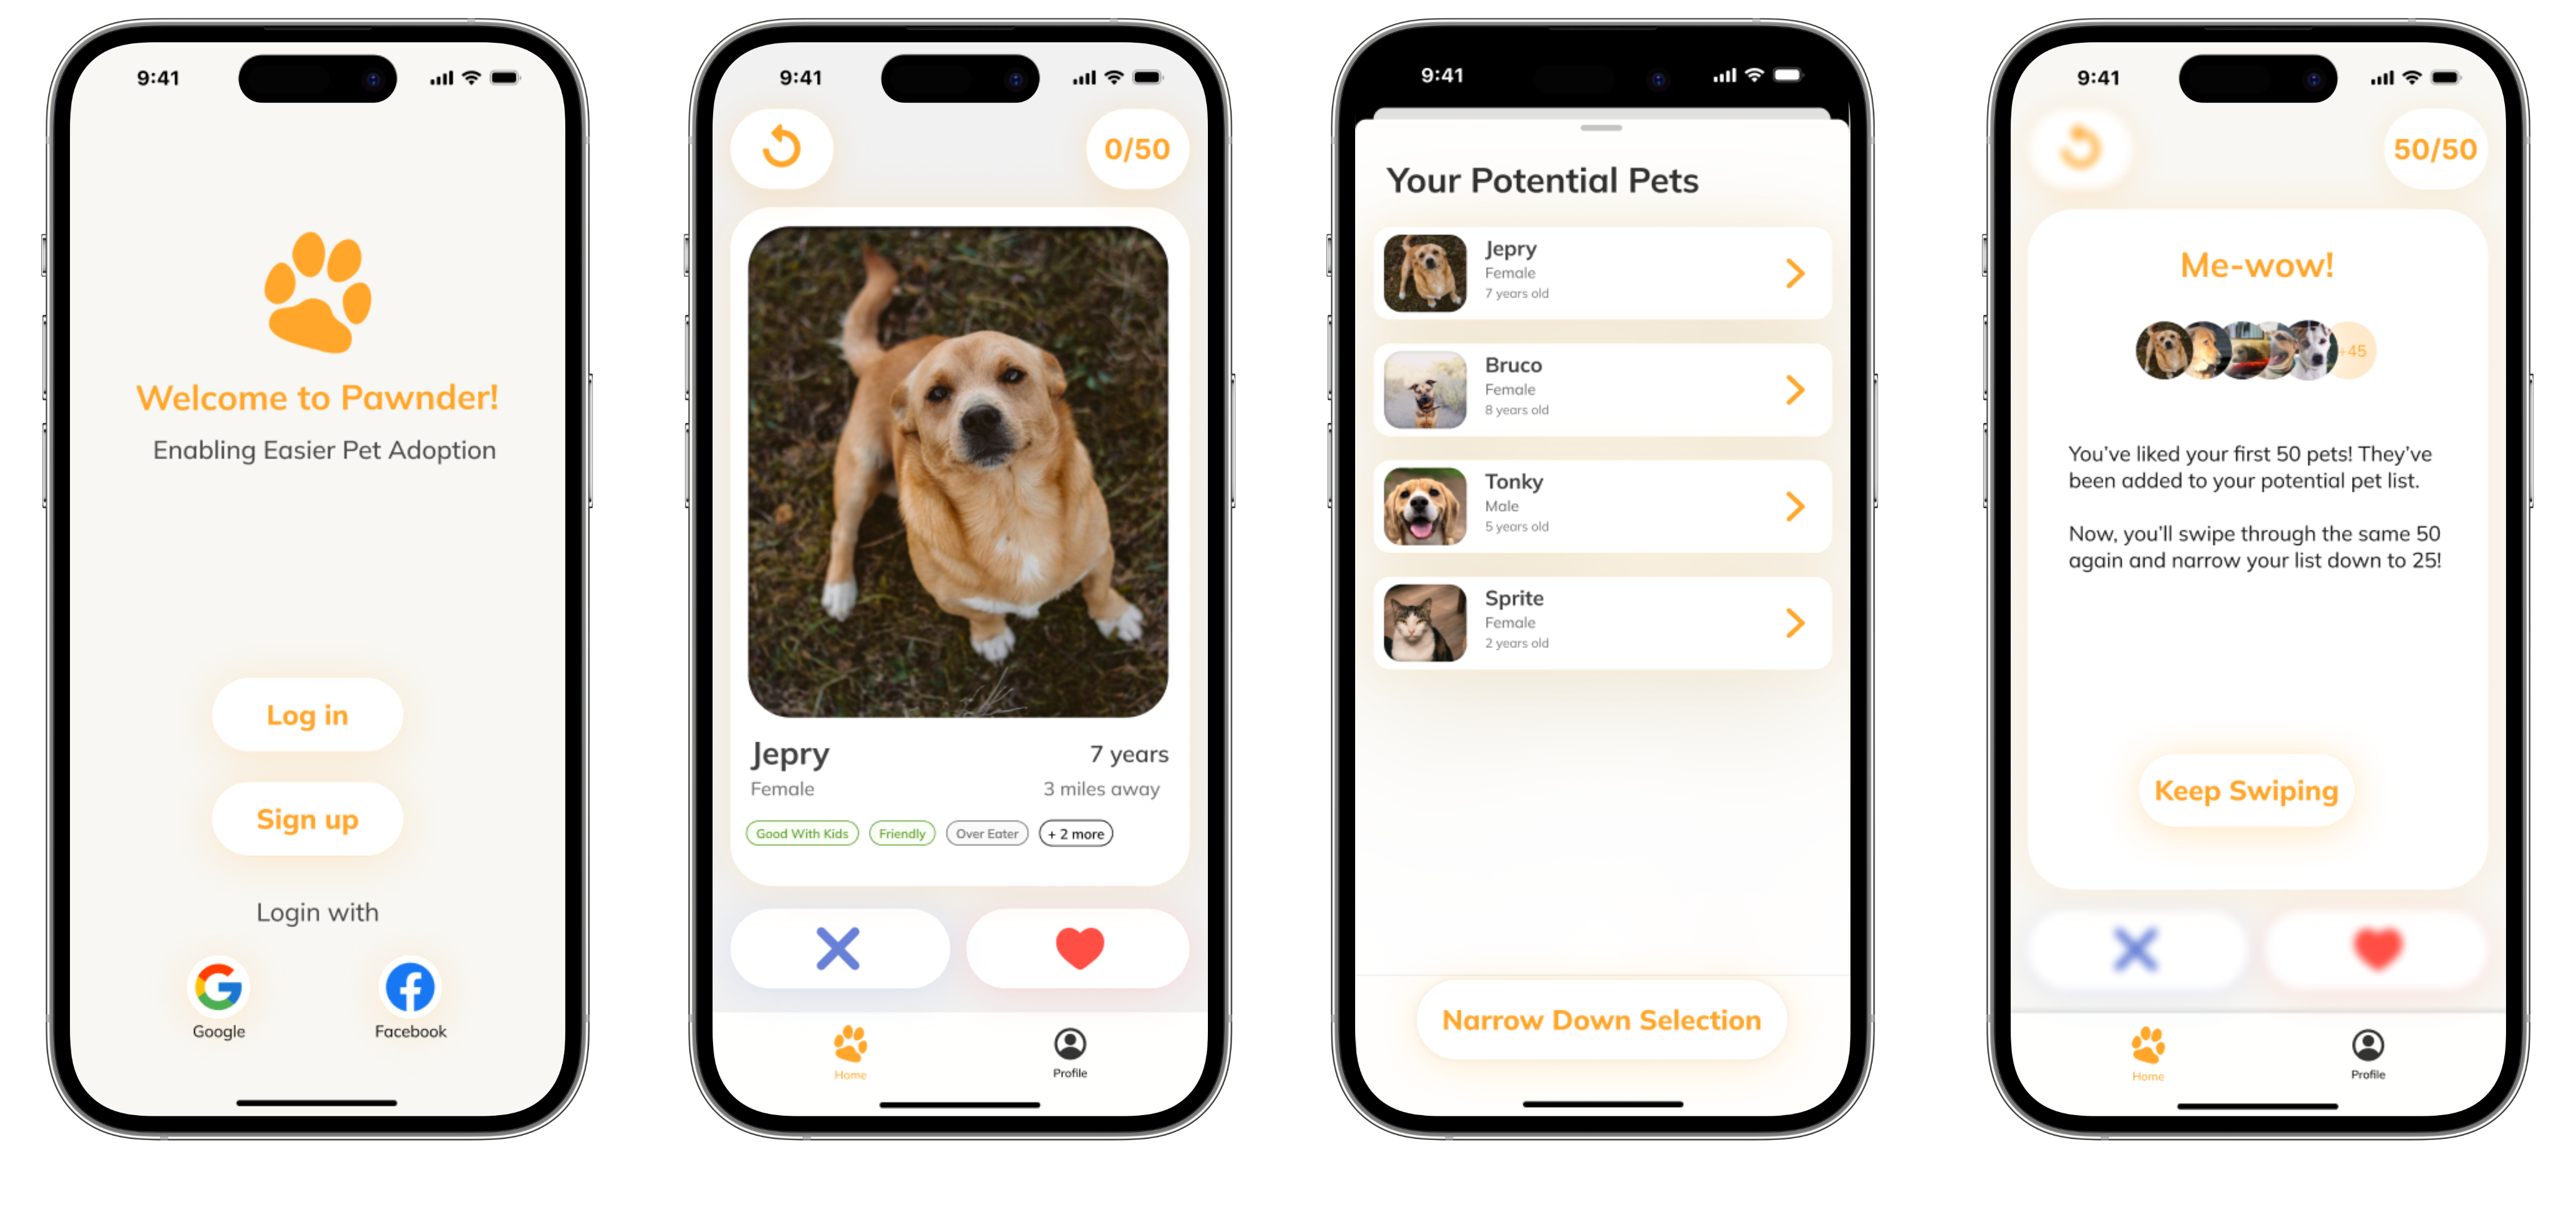 9:41
Welcome to Pawnder!
Enabling Easier Pet Adoption
Log in
Sign up
Login with
Google
Facebook
9:41
0/50
Jepry
7 years
Female
3 miles away
Good With Kids
Friendly
Over Eater
+ 2 more
Home
Profile
9:41
Your Potential Pets
Jepry
Female
7 years old
Bruco
Female
8 years old
Tonky
Male
5 years old
Sprite
Female
2 years old
Narrow Down Selection
9:41
50/50
Me-wow!
+45
You've liked your first 50 pets! They've
been added to your potential pet list.
Now, you'll swipe through the same 50
again and narrow your list down to 25!
Keep Swiping
Home
Profile